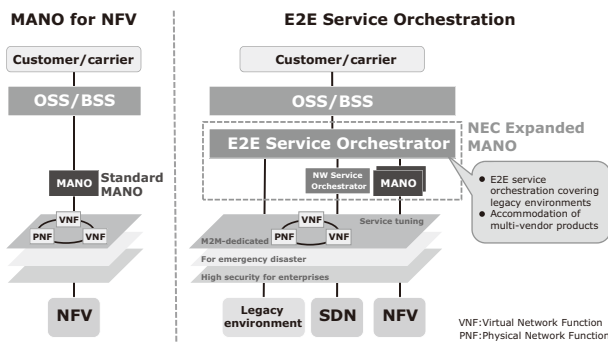 MANO for NFV
Customer/carrier
OSS/BSS
MANO
Standard
MANO
VNF
PNF
VNF
NFV
E2E Service Orchestration
Customer/carrier
OSS/BSS
E2E Service Orchestrator
NEC Expanded
MANO
NW Service
Orchestrator
MANO
● E2E service
orchestration covering
legacy environments
● Accommodation of
multi-vendor products
Service tuning
VNF
PNF
VNF
M2M-dedicated
For emergency disaster
High security for enterprises
Legacy
environment
SDN
NFV
VNF:Virtual Network Function
PNF:Physical Network Function